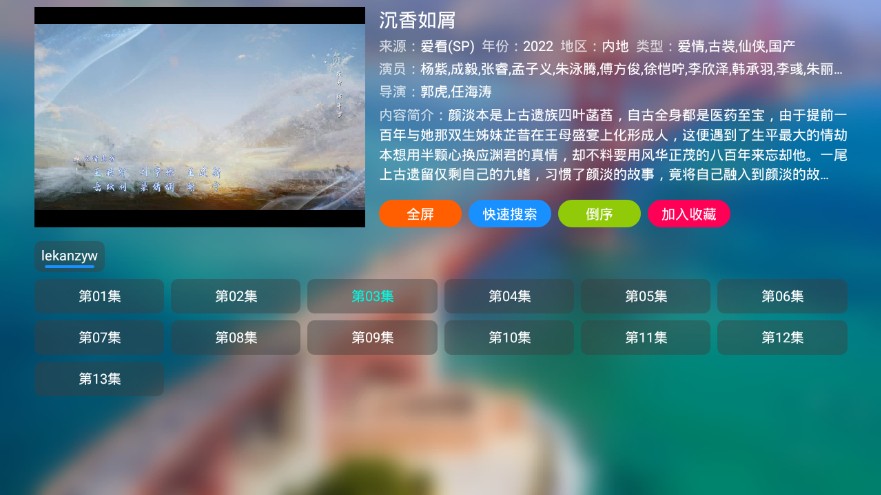 沉香如屑
来源：爱看(SP) 年份：2022 地区：内地 类型：爱情,古装,仙侠,国产
演员：杨紫,成毅,张睿,孟子义,朱泳腾,傅方俊,徐恺咛,李欣泽,韩承羽,李彧,朱丽...
导演：郭虎,任海涛
内容简介：颜淡本是上古遗族四叶菡萏，自古全身都是医药至宝，由于提前一
百年与她那双生姊妹芷昔在王母盛宴上化形成人，这便遇到了生平最大的情劫
本想用半颗心换应渊君的真情，却不料要用风华正茂的八百年来忘却他。一尾
上古遗留仅剩自己的九鳍，习惯了颜淡的故事，竟将自己融入到颜淡的故...
全屏 快速搜索 倒序 加入收藏
lekanzyw
第01集 第02集 第03集 第04集 第05集 第06集
第07集 第08集 第09集 第10集 第11集 第12集
第13集